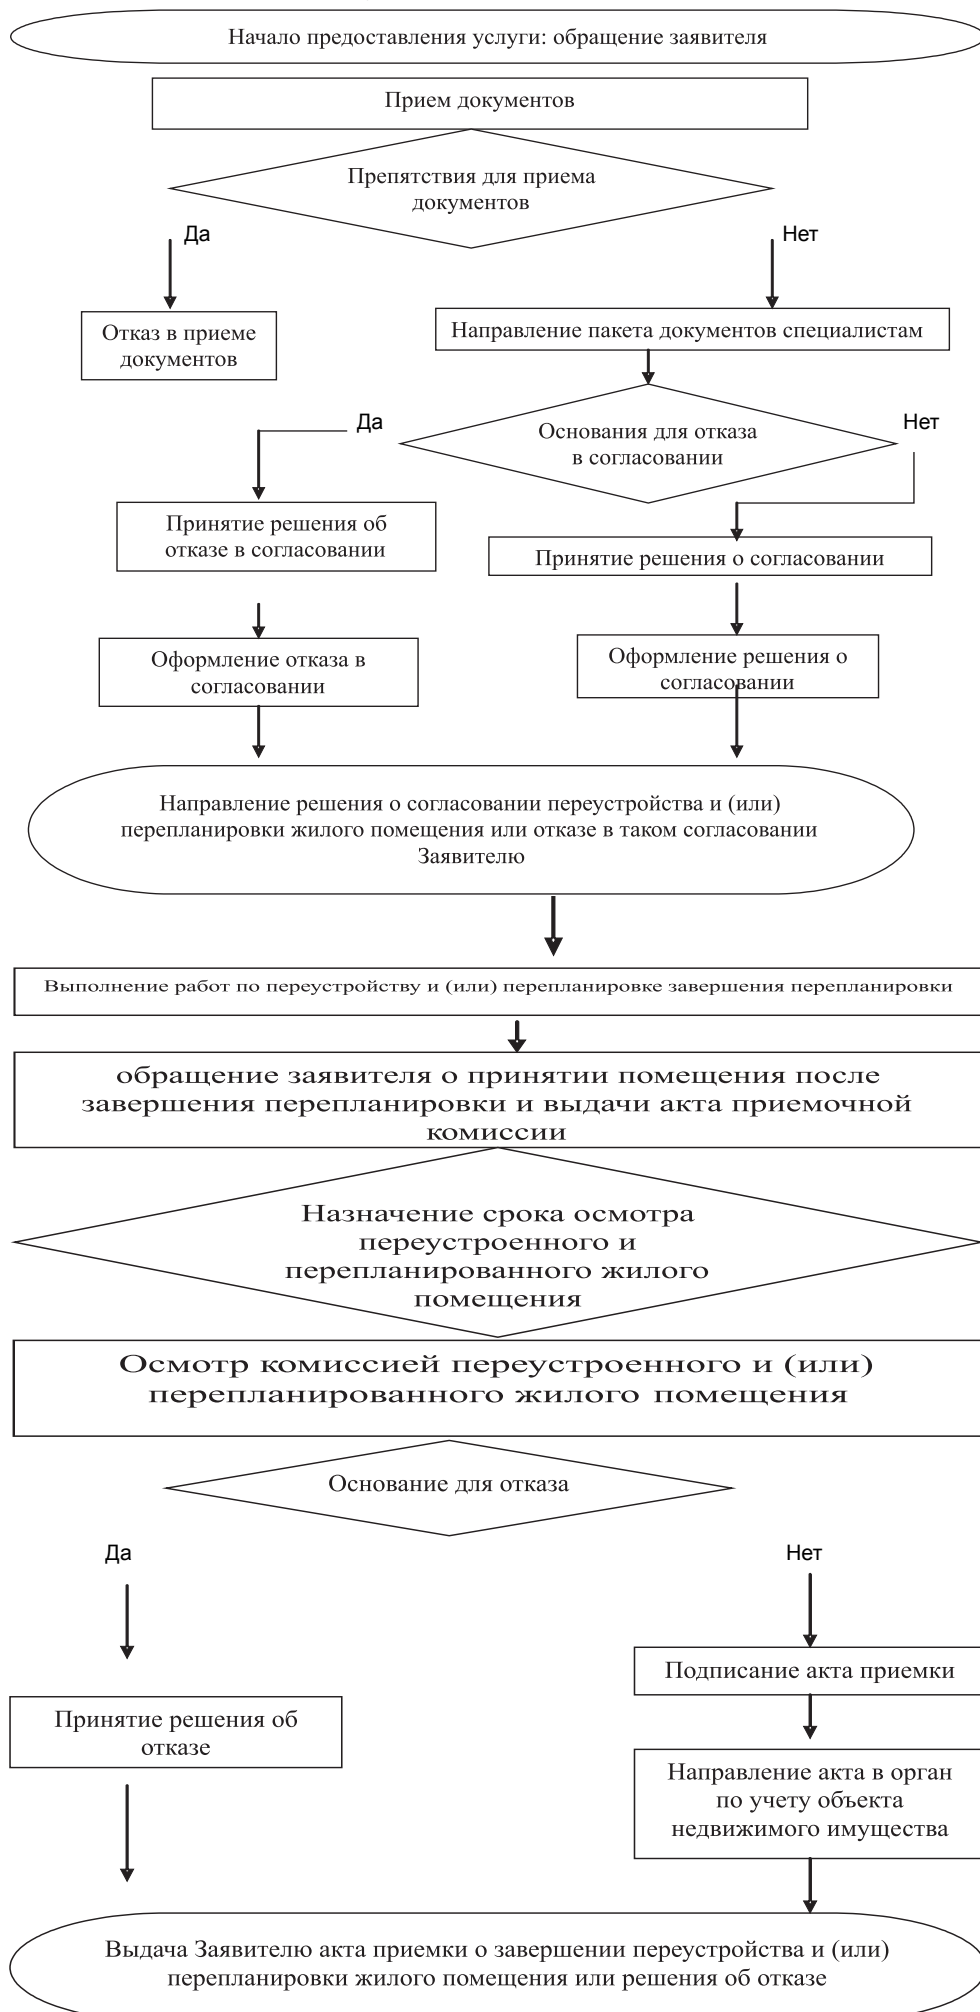 Начало предоставления услуги: обращение заявителя
Прием документов
Препятствия для приема
документов
Да
Нет
Отказ в приеме
документов
Направление пакета документов специалистам
Да
Основания для отказа
в согласовании
Нет
Принятие решения об
отказе в согласовании
Принятие решения о согласовании
Оформление отказа в
согласовании
Оформление решения о
согласовании
Направление решения о согласовании переустройства и (или)
перепланировки жилого помещения или отказе в таком согласовании
Заявителю
Выполнение работ по переустройству и (или) перепланировке завершения перепланировки
обращение заявителя о принятии помещения после
завершения перепланировки и выдачи акта приемочной
комиссии
Назначение срока осмотра
переустроенного и
перепланированного жилого
помещения
Осмотр комиссией переустроенного и (или)
перепланированного жилого помещения
Основание для отказа
Да
Нет
Подписание акта приемки
Принятие решения об
отказе
Направление акта в орган
по учету объекта
недвижимого имущества
Выдача Заявителю акта приемки о завершении переустройства и (или)
перепланировки жилого помещения или решения об отказе